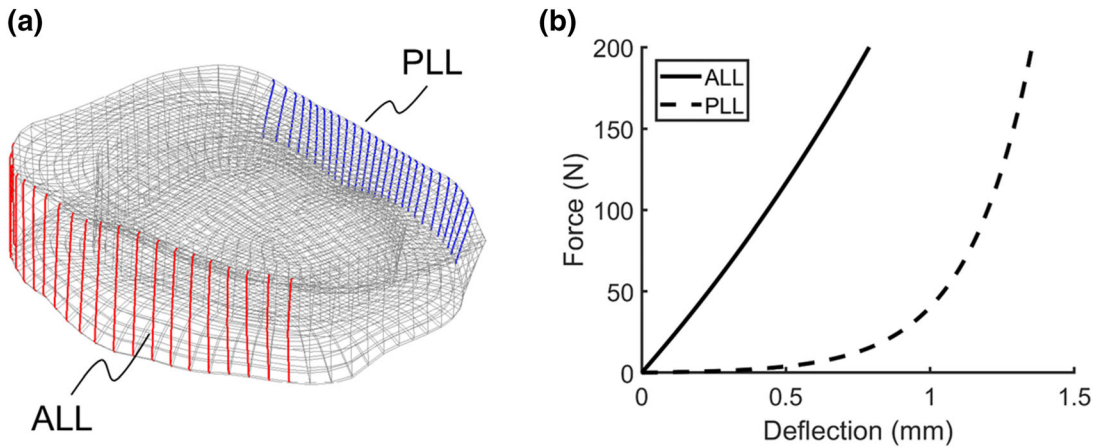 (a)
PLL
ALL
(b)
200
150
100
50
0
Force (N)
ALL
PLL
0
0.5
1
1.5
Deflection (mm)